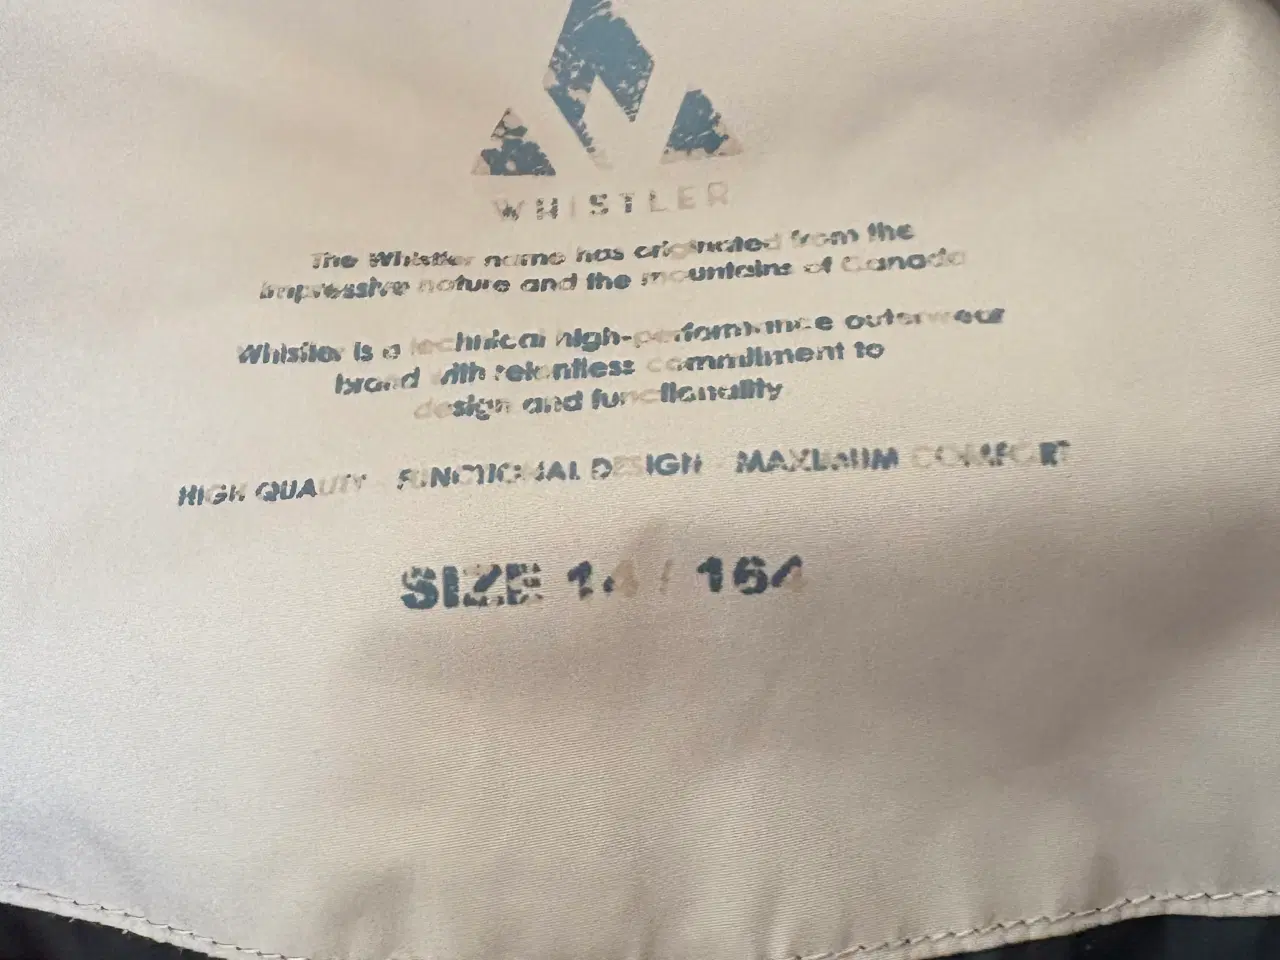 WHISTLER
The Whistler name has originated from the
impressive nature and the mountains of Canada
Whistler is a technical high-performance outerwear
brand with relentless commitment to
design and functionality
HIGH QUALITY FUNCTIONAL DESIGN MAXIMUM COMFORT
SIZE 14 / 164